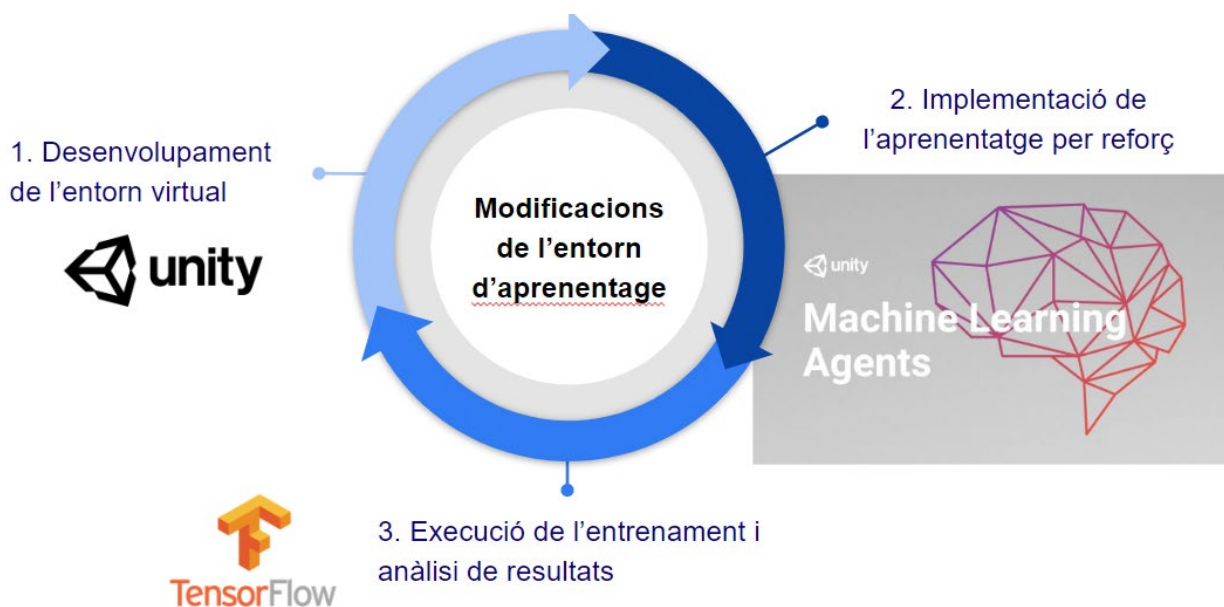 1. Desenvolupament
de l’entorn virtual
unity
Modificacions
de l’entorn
d’aprenentage
2. Implementació de
l’aprenentatge per reforç
unity
Machine Learning
Agents
3. Execució de l’entrenament i
anàlisi de resultats
TensorFlow